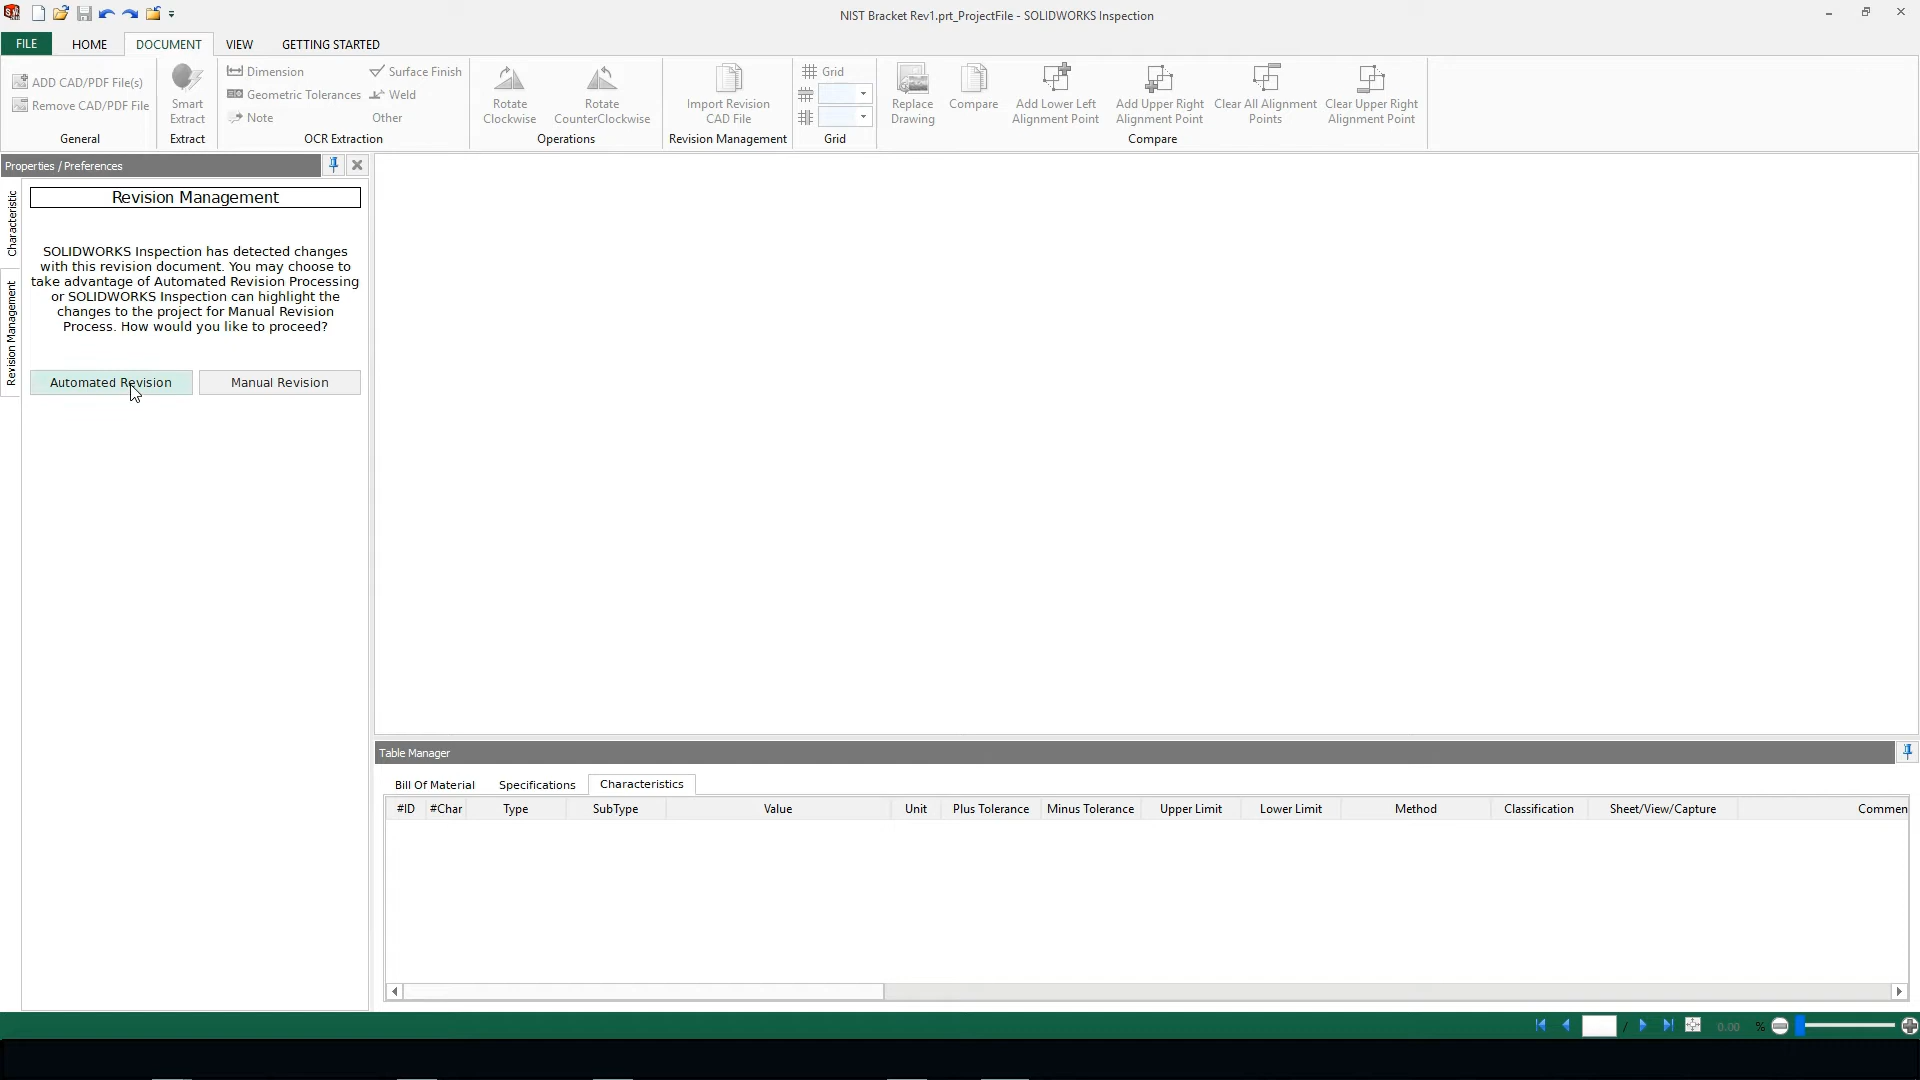 NIST Bracket Rev1.prt_ProjectFile - SOLIDWORKS Inspection
FILE HOME DOCUMENT VIEW GETTING STARTED
ADD CAD/PDF File(s)
Remove CAD/PDF File
General
Smart
Extract
Extract
Dimension
Geometric Tolerances
Note
Surface Finish
Weld
Other
OCR Extraction
Rotate
Clockwise
Rotate
CounterClockwise
Operations
Import Revision
CAD File
Revision Management
Grid
Grid
Replace
Drawing
Compare
Add Lower Left
Alignment Point
Add Upper Right
Alignment Point
Clear All Alignment
Points
Clear Upper Right
Alignment Point
Compare
Properties / Preferences
Characteristic
Revision Management
Revision Management
SOLIDWORKS Inspection has detected changes
with this revision document. You may choose to
take advantage of Automated Revision Processing
or SOLIDWORKS Inspection can highlight the
changes to the project for Manual Revision
Process. How would you like to proceed?
Automated Revision
Manual Revision
Table Manager
Bill Of Material Specifications Characteristics
#ID #Char Type SubType Value Unit Plus Tolerance Minus Tolerance Upper Limit Lower Limit Method Classification Sheet/View/Capture Commen
/ 0.00 %